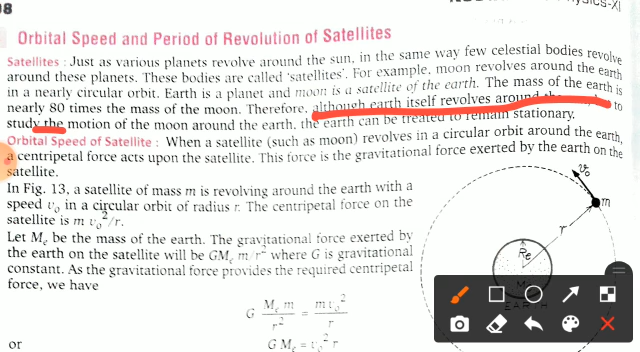 8
Physics-XI
Orbital Speed and Period of Revolution of Satellites
Satellites : Just as various planets revolve around the sun, in the same way few celestial bodies revolve
around these planets. These bodies are called 'satellites'. For example, moon revolves around the earth
in a nearly circular orbit. Earth is a planet and moon is a satellite of the earth. The mass of the earth is
nearly 80 times the mass of the moon. Therefore, although earth itself revolves around to
study the motion of the moon around the earth, the earth can be treated to remain stationary.
Orbital Speed of Satellite : When a satellite (such as moon) revolves in a circular orbit around the earth,
a centripetal force acts upon the satellite. This force is the gravitational force exerted by the earth on the
satellite.
In Fig. 13, a satellite of mass m is revolving around the earth with a
speed v₀ in a circular orbit of radius r. The centripetal force on the
satellite is m v₀²/r.
Let Mₑ be the mass of the earth. The gravitational force exerted by
the earth on the satellite will be GMₑ m/r² where G is gravitational
constant. As the gravitational force provides the required centripetal
force, we have
G Mₑ m / r² = m v₀² / r
or G Mₑ = v₀² r
v₀
m
r
Rₑ
EARTH